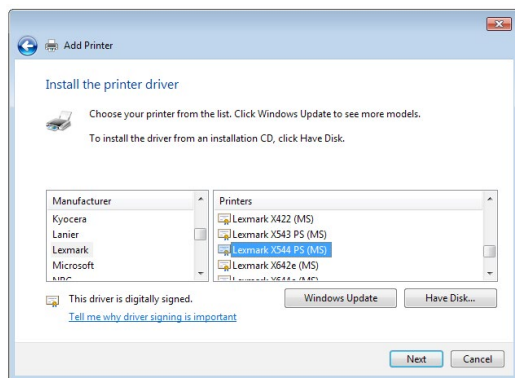 Add Printer
Install the printer driver
Choose your printer from the list. Click Windows Update to see more models.
To install the driver from an installation CD, click Have Disk.
Manufacturer
Kyocera
Lanier
Lexmark
Microsoft
Printers
Lexmark X422 (MS)
Lexmark X543 PS (MS)
Lexmark X544 PS (MS)
Lexmark X642e (MS)
This driver is digitally signed.
Tell me why driver signing is important
Windows Update
Have Disk...
Next
Cancel